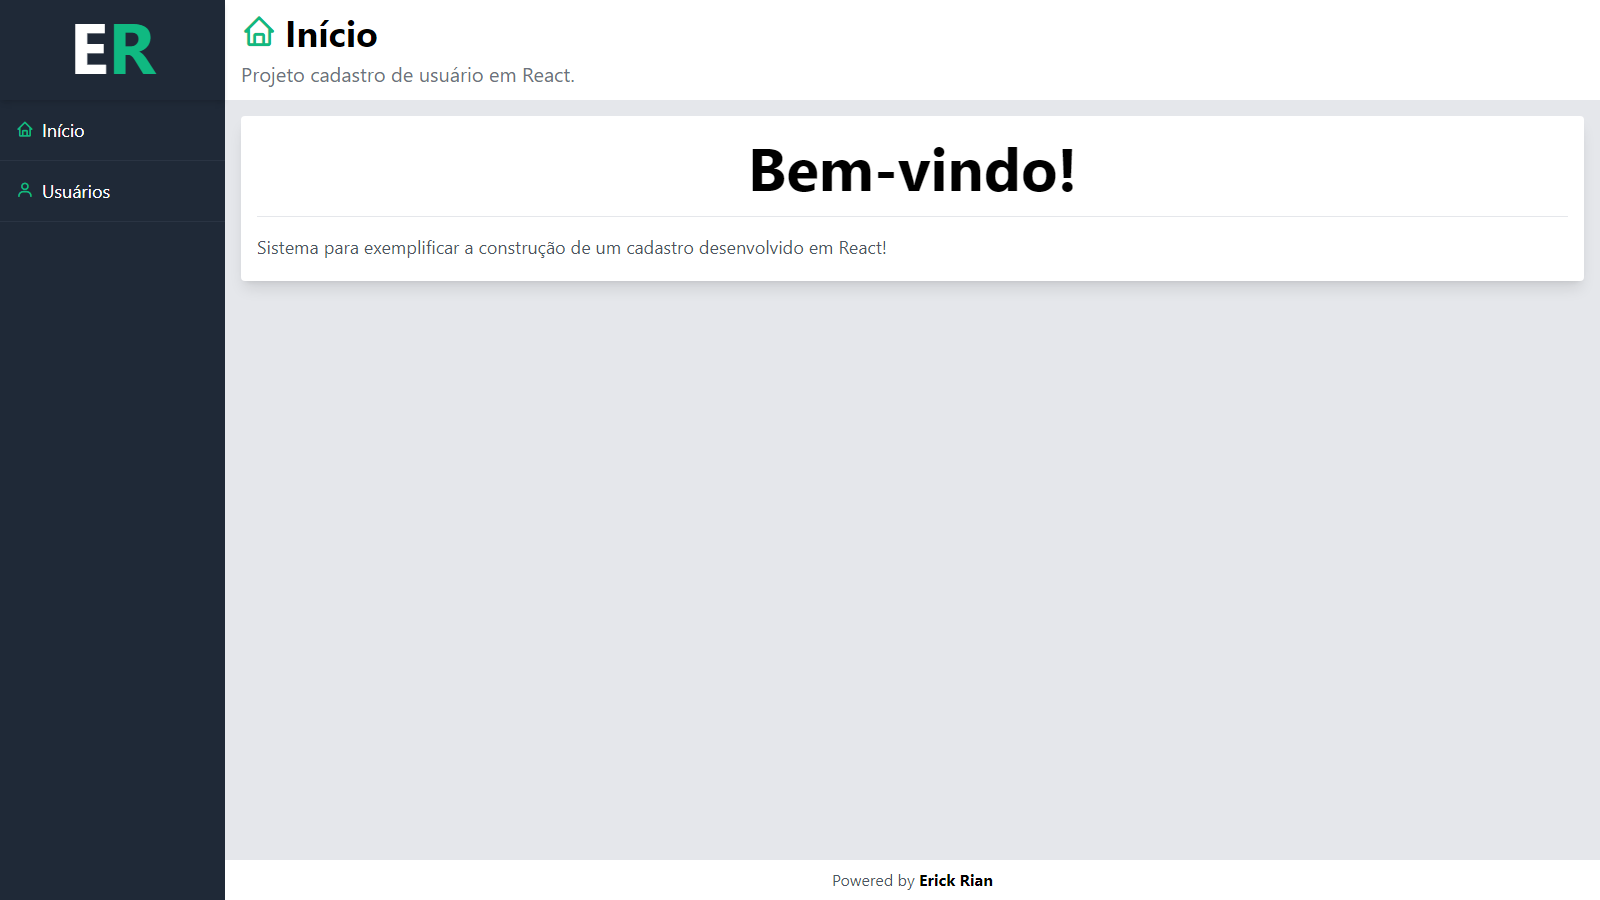 ER
Início
Usuários
Início
Projeto cadastro de usuário em React.
Bem-vindo!
Sistema para exemplificar a construção de um cadastro desenvolvido em React!
Powered by Erick Rian